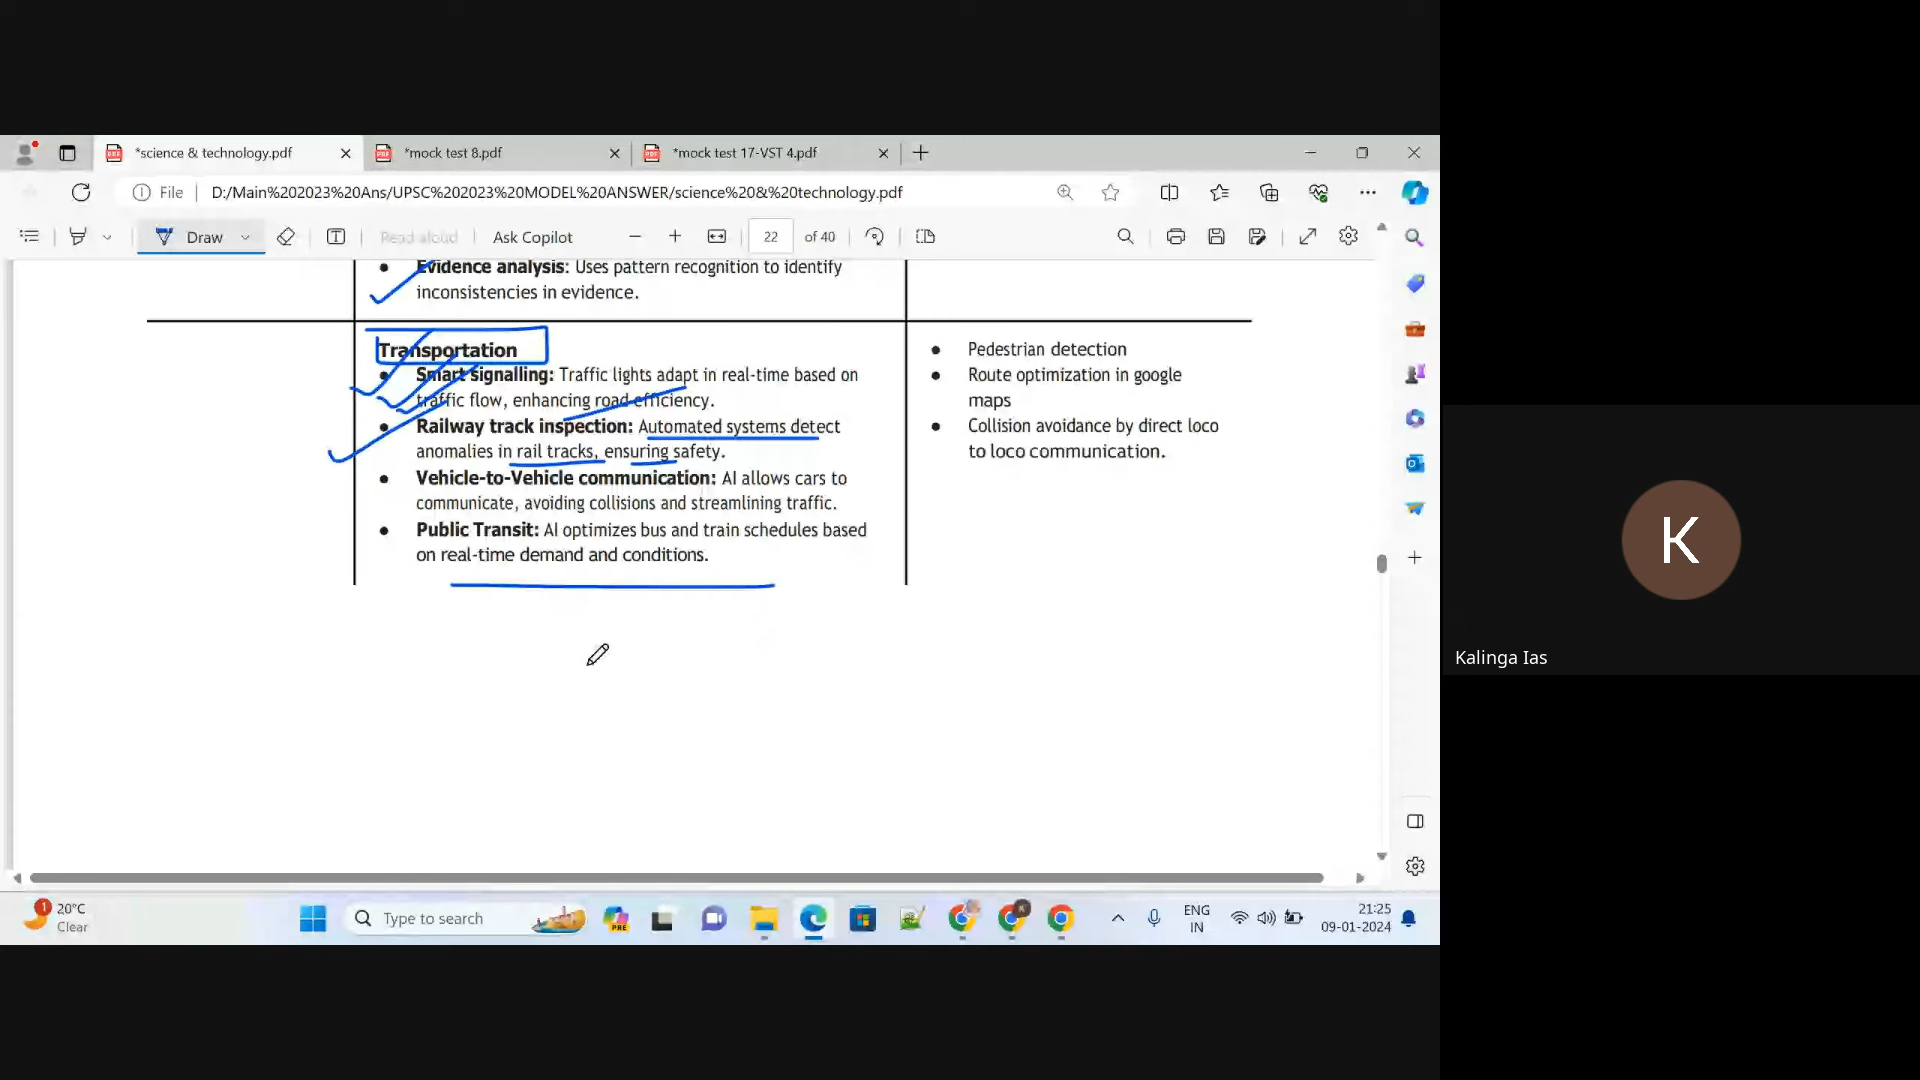 *science & technology.pdf
*mock test 8.pdf
*mock test 17-VST 4.pdf
File
D:/Main%202023%20Ans/UPSC%202023%20MODEL%20ANSWER/science%20&%20technology.pdf
Draw
Read aloud
Ask Copilot
22
of 40
Evidence analysis: Uses pattern recognition to identify
inconsistencies in evidence.
Transportation
Smart signalling: Traffic lights adapt in real-time based on
traffic flow, enhancing road efficiency.
Railway track inspection: Automated systems detect
anomalies in rail tracks, ensuring safety.
Vehicle-to-Vehicle communication: AI allows cars to
communicate, avoiding collisions and streamlining traffic.
Public Transit: AI optimizes bus and train schedules based
on real-time demand and conditions.
Pedestrian detection
Route optimization in google
maps
Collision avoidance by direct loco
to loco communication.
K
Kalinga Ias
1
20°C
Clear
Type to search
PRE
K
ENG
IN
21:25
09-01-2024